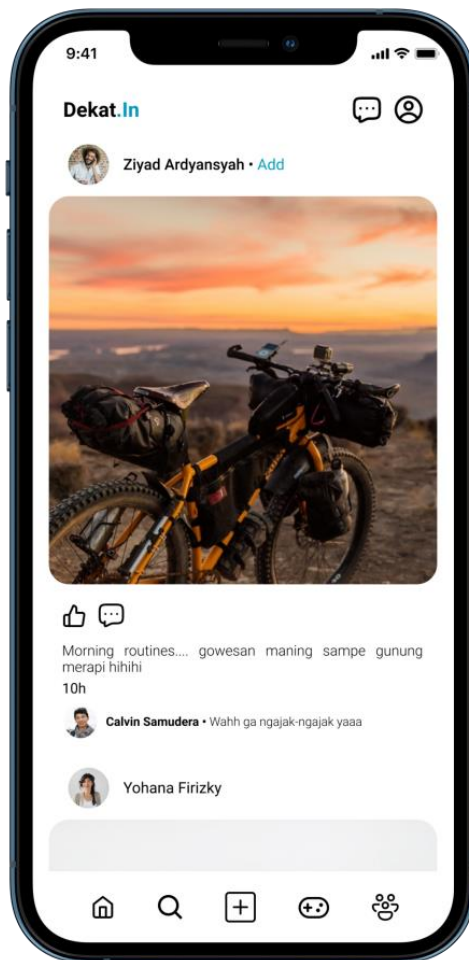 9:41
Dekat.In
Ziyad Ardyansyah • Add
Morning routines.... gowesan maning sampe gunung
merapi hihihi
10h
Calvin Samudera • Wahh ga ngajak-ngajak yaaa
Yohana Firizky